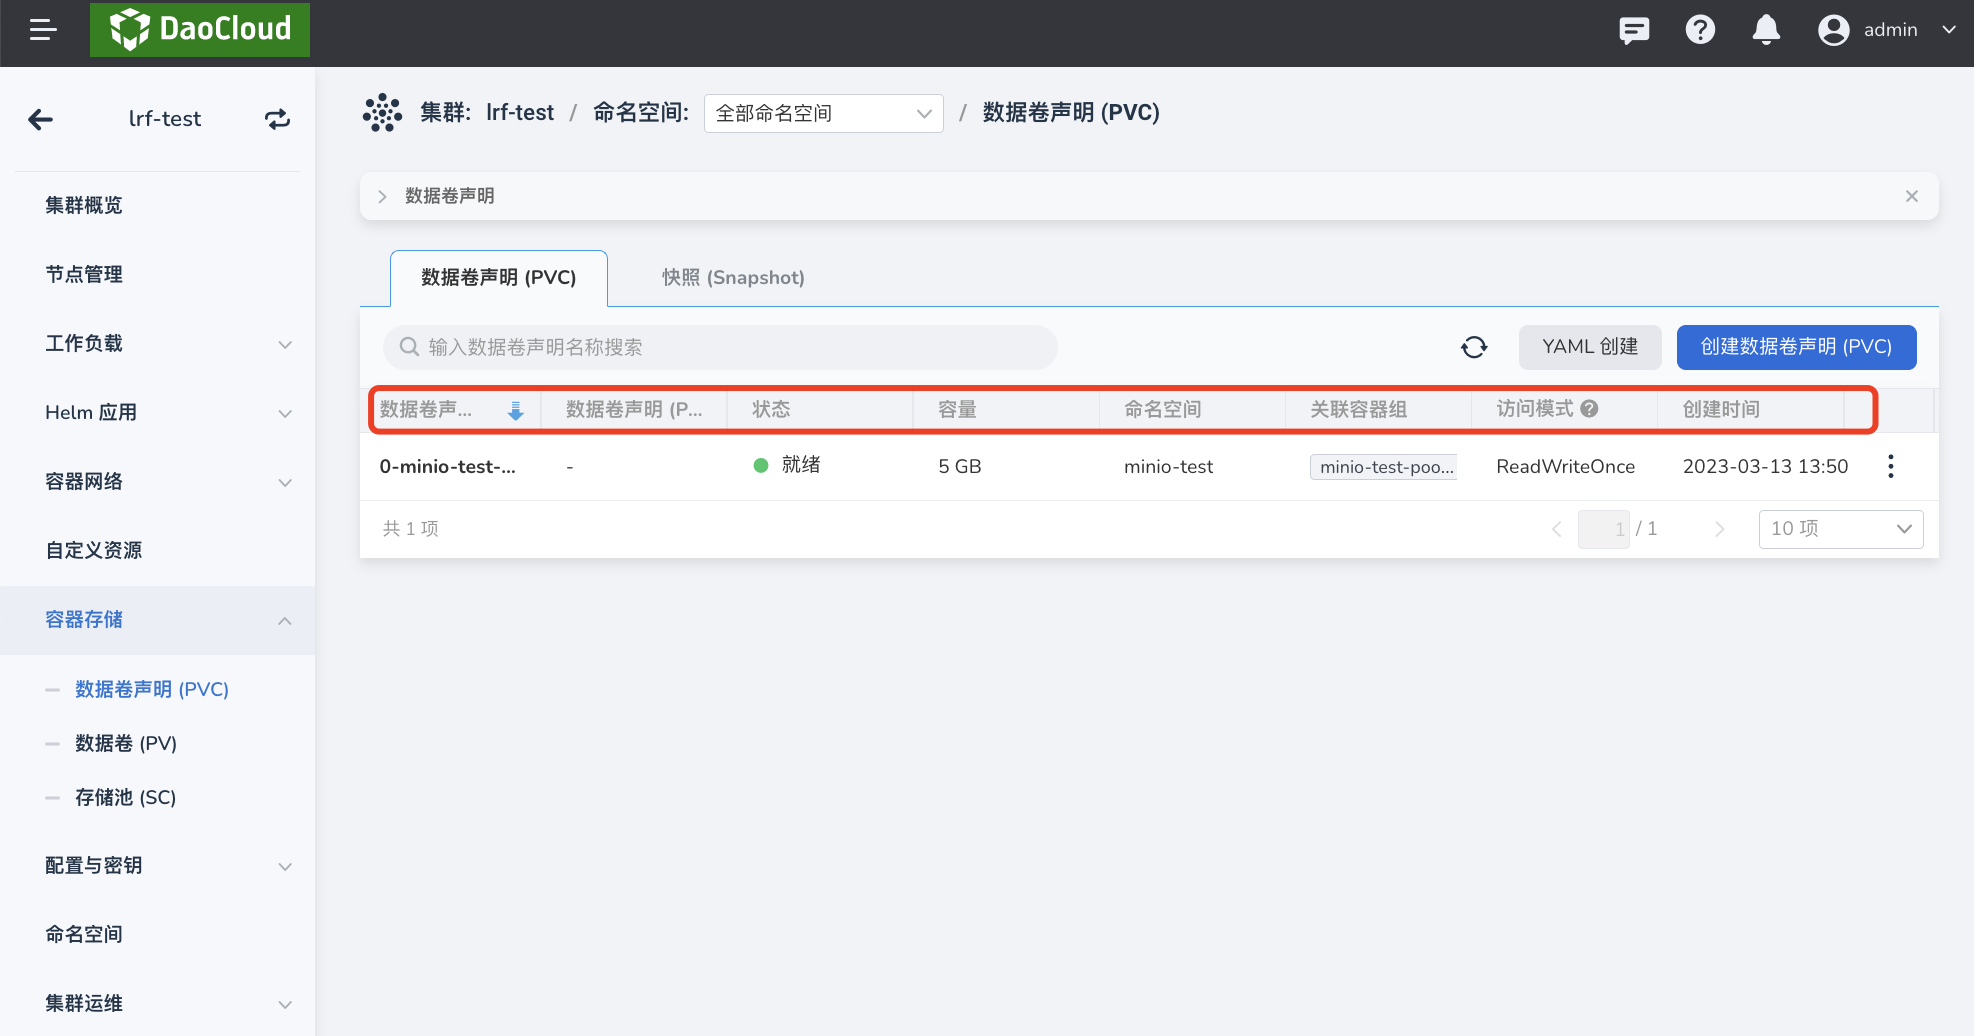 DaoCloud
admin
lrf-test
集群概览
节点管理
工作负载
Helm 应用
容器网络
自定义资源
容器存储
数据卷声明 (PVC)
数据卷 (PV)
存储池 (SC)
配置与密钥
命名空间
集群运维
集群: lrf-test / 命名空间: 全部命名空间 / 数据卷声明 (PVC)
数据卷声明
数据卷声明 (PVC) 快照 (Snapshot)
输入数据卷声明名称搜索 YAML 创建 创建数据卷声明 (PVC)
数据卷声... 数据卷声明 (P... 状态 容量 命名空间 关联容器组 访问模式 创建时间
0-minio-test-... - 就绪 5 GB minio-test minio-test-poo... ReadWriteOnce 2023-03-13 13:50
共 1 项 1 / 1 10 项